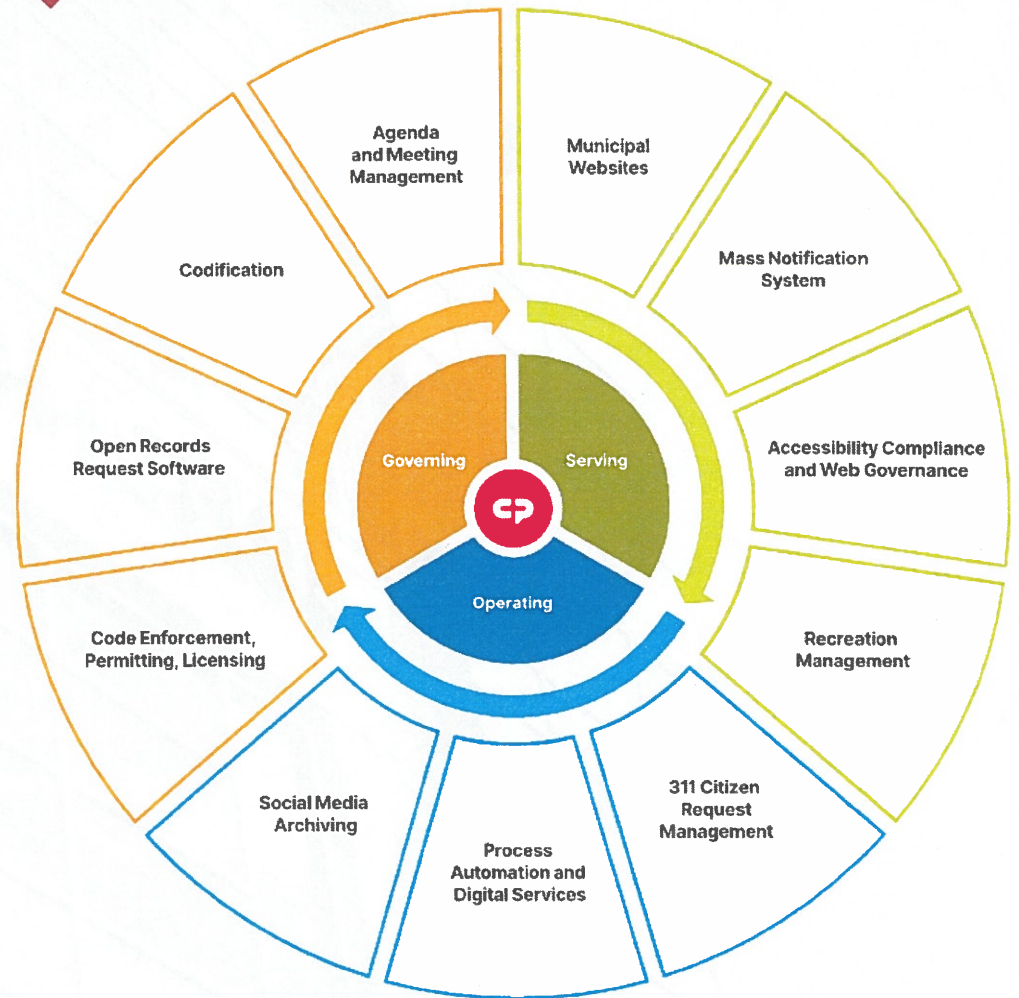 Agenda
and Meeting
Management
Municipal
Websites
Codification
Mass Notification
System
Open Records
Request Software
Governing
Serving
Accessibility Compliance
and Web Governance
CP
Operating
Code Enforcement,
Permitting, Licensing
Recreation
Management
Social Media
Archiving
311 Citizen
Request
Management
Process
Automation and
Digital Services